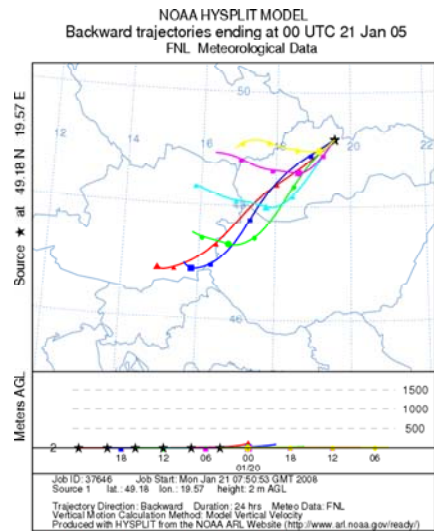 NOAA HYSPLIT MODEL
Backward trajectories ending at 00 UTC 21 Jan 05
FNL Meteorological Data
Source ★ at 49.18 N 19.57 E
50
12
14
16
18
20
22
46
Meters AGL
1500
1000
500
2
18 12 06 00 18 12 06
01/20
Job ID: 37646 Job Start: Mon Jan 21 07:50:53 GMT 2008
Source 1 lat.: 49.18 lon.: 19.57 height: 2 m AGL
Trajectory Direction: Backward Duration: 24 hrs Meteo Data: FNL
Vertical Motion Calculation Method: Model Vertical Velocity
Produced with HYSPLIT from the NOAA ARL Website (http://www.arl.noaa.gov/ready/)